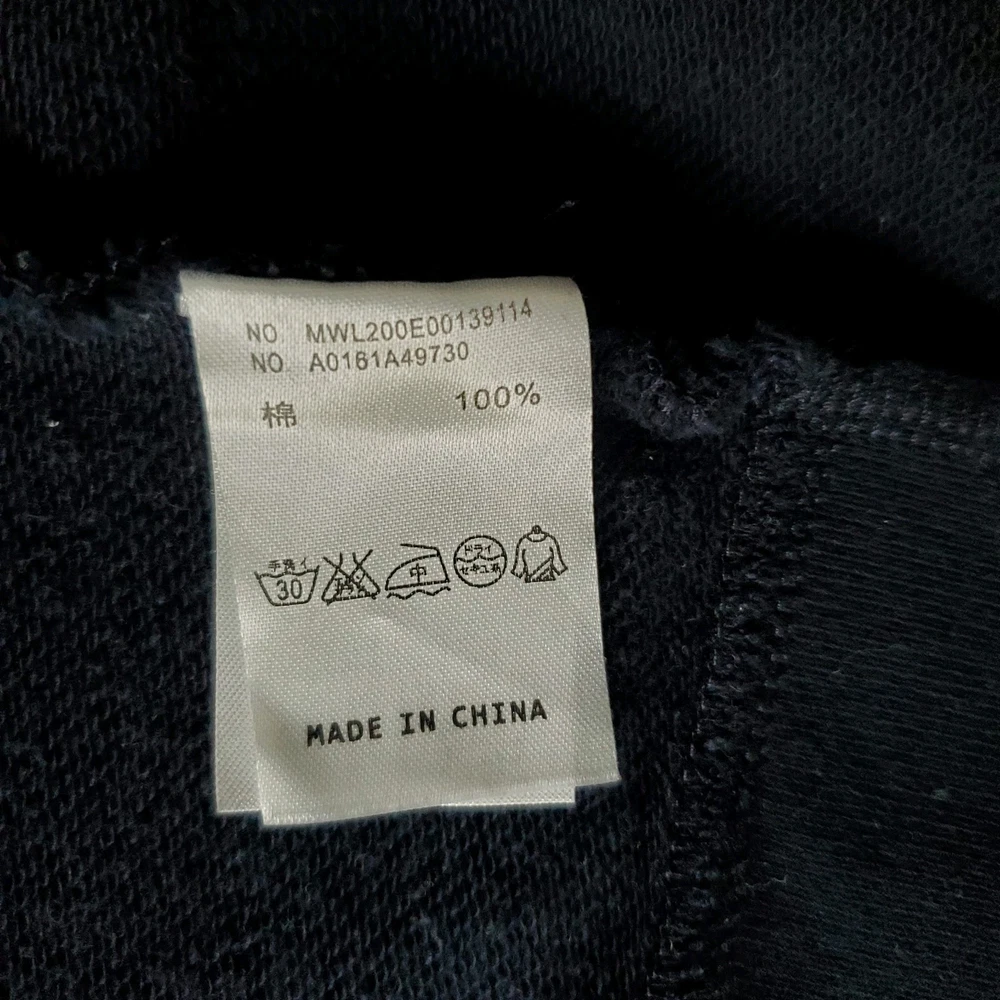 NO MWL200E00139114
NO A0161A49730
棉 100%
手洗イ
30
中
ドライ
セキユ系
MADE IN CHINA